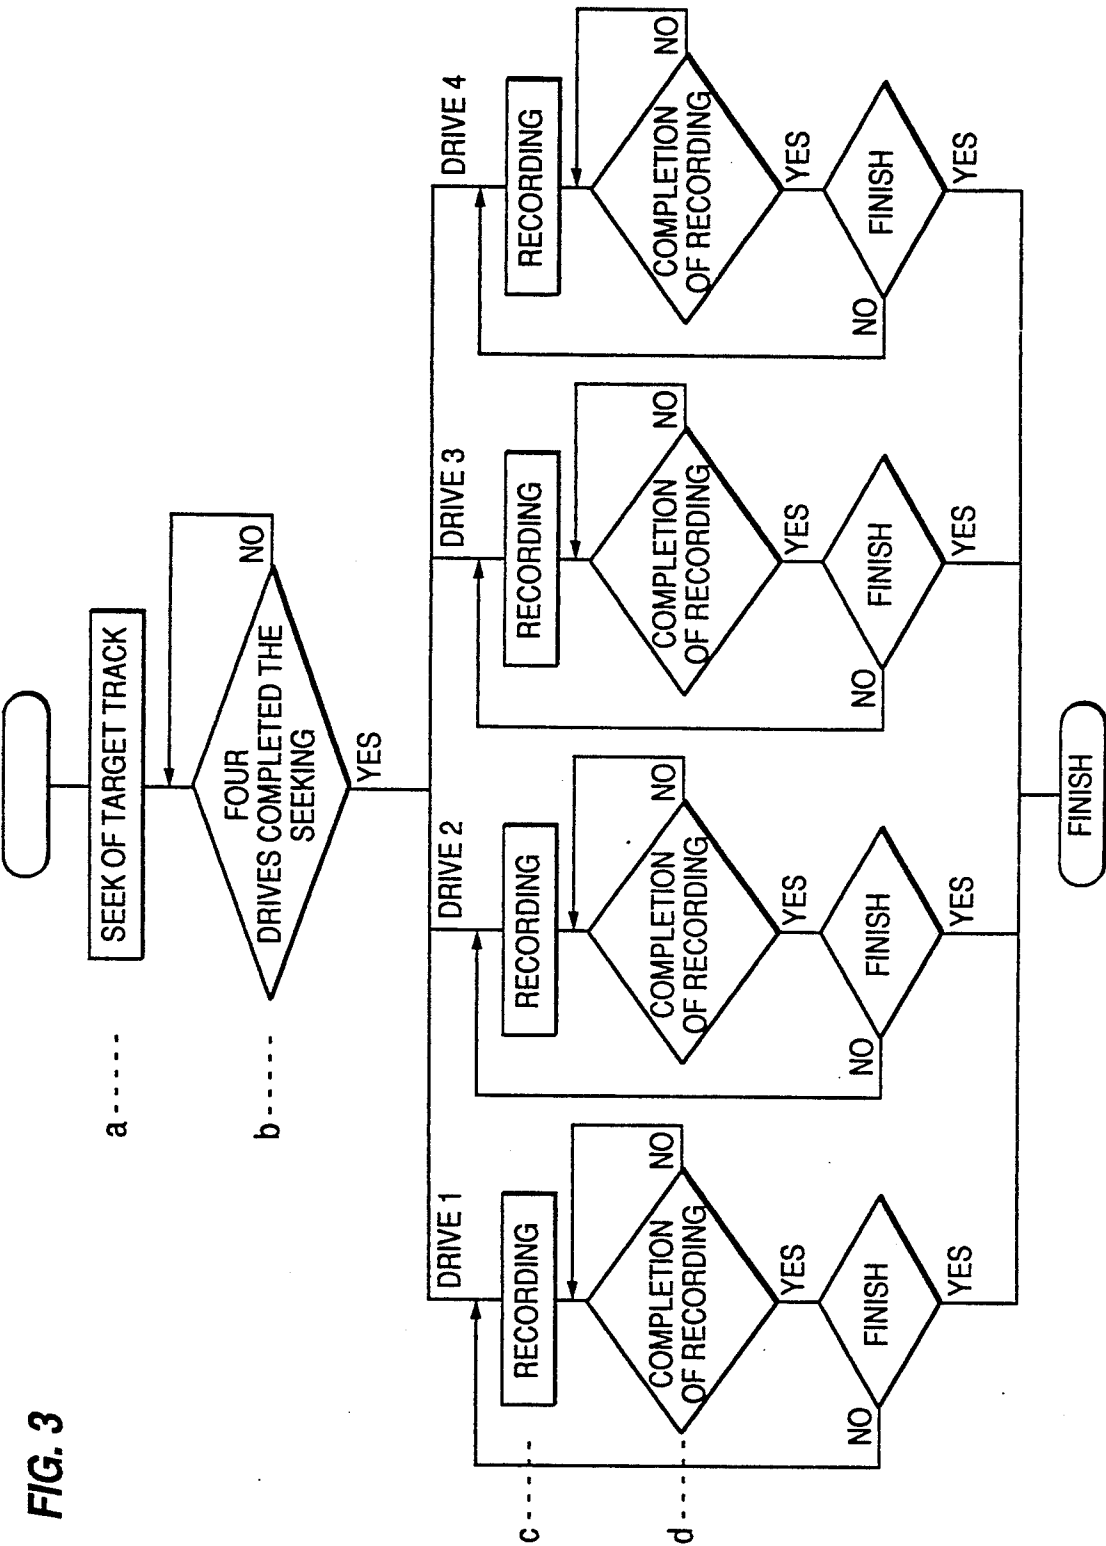 FIG. 3
a-----
SEEK OF TARGET TRACK
b-----
FOUR
DRIVES COMPLETED THE
SEEKING
NO
YES
DRIVE 1
DRIVE 2
DRIVE 3
DRIVE 4
c-----
RECORDING
RECORDING
RECORDING
RECORDING
d-----
COMPLETION
OF RECORDING
NO
YES
COMPLETION
OF RECORDING
NO
YES
COMPLETION
OF RECORDING
NO
YES
COMPLETION
OF RECORDING
NO
YES
NO
FINISH
YES
NO
FINISH
YES
NO
FINISH
YES
NO
FINISH
YES
FINISH